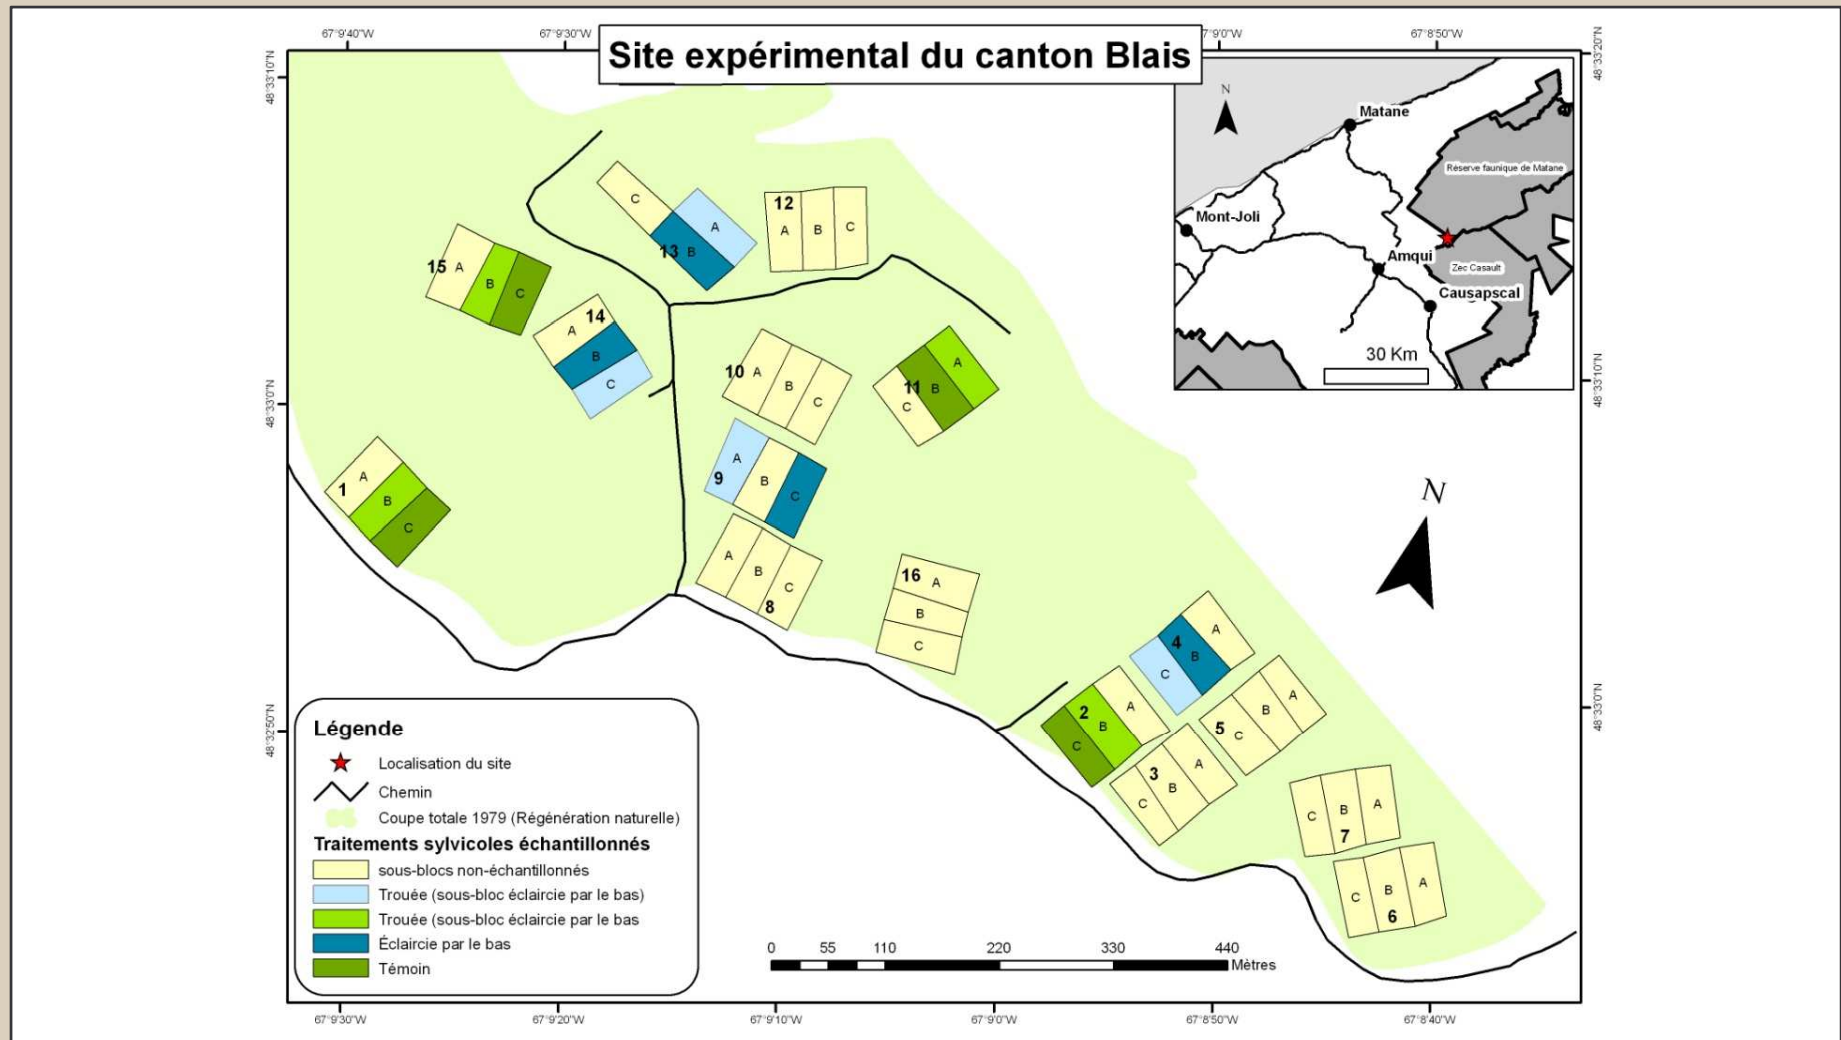 67°9'40"W
67°9'30"W
7°9'0"W
67°8'50"W
Site expérimental du canton Blais
48°33'10"N
48°33'20"N
N
Matane
Réserve faunique de Matane
Mont-Joli
Amqui
Zec Casault
Causapscal
30 Km
C
A
13 B
12
A B C
15 A
B
C
A 14
B
C
10 A
B
C
A
11 B
C
48°33'0"N
48°33'10"N
A
9
B
C
1 A
B
C
N
A
B
C
8
16 A
B
C
4 A
B
C
2 A
B
C
A
5 B
C
3 A
B
C
48°32'50"N
48°33'0"N
C B A
7
C B A
6
Légende
Localisation du site
Chemin
Coupe totale 1979 (Régénération naturelle)
Traitements sylvicoles échantillonnés
sous-blocs non-échantillonnés
Trouée (sous-bloc éclaircie par le bas)
Trouée (sous-bloc éclaircie par le bas
Éclaircie par le bas
Témoin
0 55 110 220 330 440
Mètres
67°9'30"W
67°9'20"W
67°9'10"W
67°9'0"W
67°8'50"W
67°8'40"W